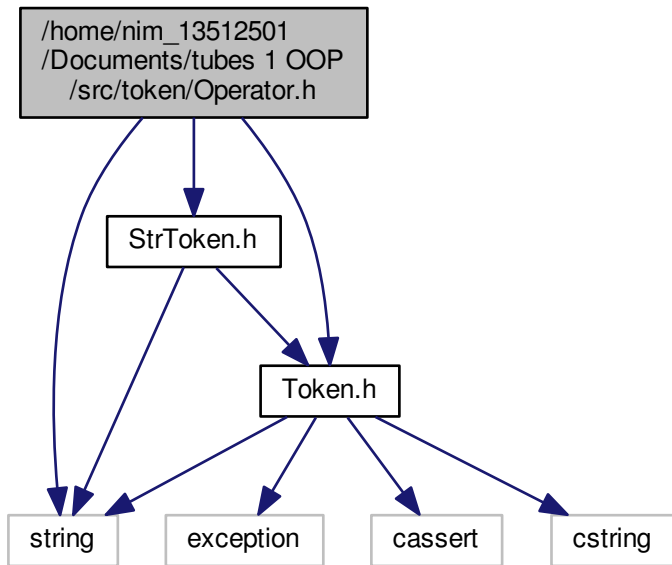 /home/nim_13512501
/Documents/tubes 1 OOP
/src/token/Operator.h
StrToken.h
Token.h
string
exception
cassert
cstring